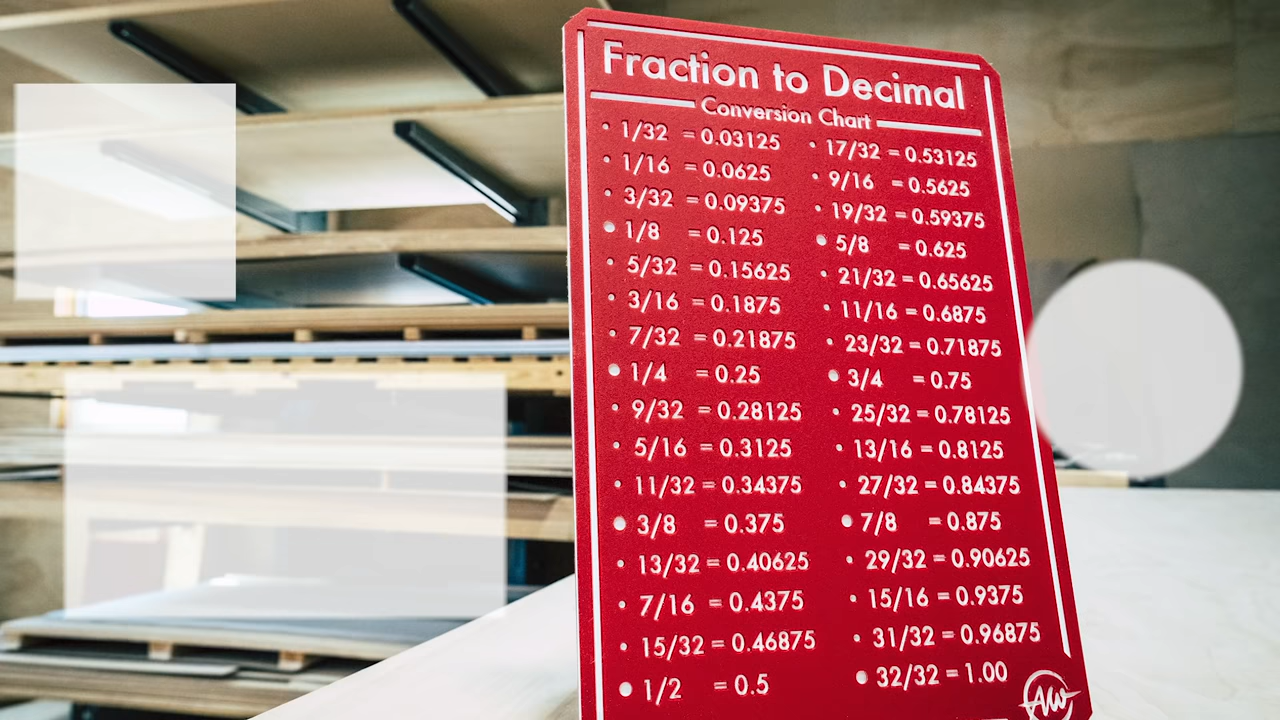 Fraction to Decimal
Conversion Chart
• 1/32 = 0.03125
• 1/16 = 0.0625
• 3/32 = 0.09375
• 1/8 = 0.125
• 5/32 = 0.15625
• 3/16 = 0.1875
• 7/32 = 0.21875
• 1/4 = 0.25
• 9/32 = 0.28125
• 5/16 = 0.3125
• 11/32 = 0.34375
• 3/8 = 0.375
• 13/32 = 0.40625
• 7/16 = 0.4375
• 15/32 = 0.46875
• 1/2 = 0.5
• 17/32 = 0.53125
• 9/16 = 0.5625
• 19/32 = 0.59375
• 5/8 = 0.625
• 21/32 = 0.65625
• 11/16 = 0.6875
• 23/32 = 0.71875
• 3/4 = 0.75
• 25/32 = 0.78125
• 13/16 = 0.8125
• 27/32 = 0.84375
• 7/8 = 0.875
• 29/32 = 0.90625
• 15/16 = 0.9375
• 31/32 = 0.96875
• 32/32 = 1.00
AW